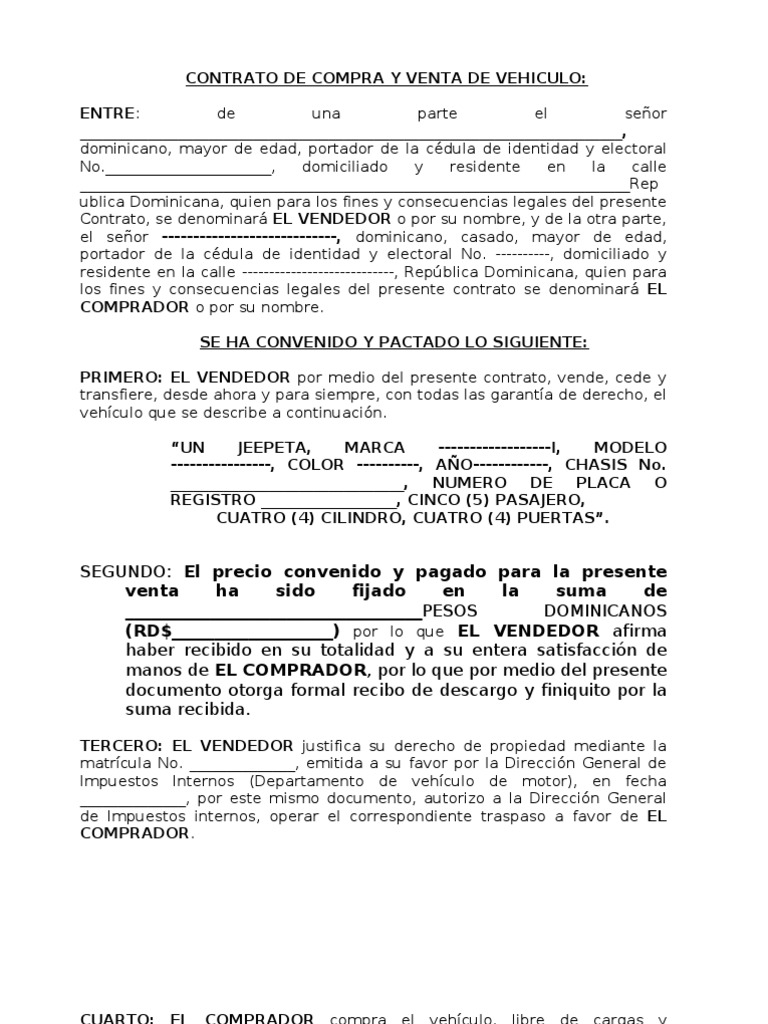 CONTRATO DE COMPRA Y VENTA DE VEHICULO:
ENTRE: de una parte el señor
______________________________________________________________________,
dominicano, mayor de edad, portador de la cédula de identidad y electoral
No.______________________, domiciliado y residente en la calle
_______________________________________________________________________Rep
ublica Dominicana, quien para los fines y consecuencias legales del presente
Contrato, se denominará EL VENDEDOR o por su nombre, y de la otra parte,
el señor ----------------------------, dominicano, casado, mayor de edad,
portador de la cédula de identidad y electoral No. ----------, domiciliado y
residente en la calle ----------------------------, República Dominicana, quien para
los fines y consecuencias legales del presente contrato se denominará EL
COMPRADOR o por su nombre.
SE HA CONVENIDO Y PACTADO LO SIGUIENTE:
PRIMERO: EL VENDEDOR por medio del presente contrato, vende, cede y
transfiere, desde ahora y para siempre, con todas las garantía de derecho, el
vehículo que se describe a continuación.
“UN JEEPETA, MARCA ------------------I, MODELO
----------------, COLOR ----------, AÑO------------, CHASIS No.
______________________________, NUMERO DE PLACA O
REGISTRO _________________, CINCO (5) PASAJERO,
CUATRO (4) CILINDRO, CUATRO (4) PUERTAS”.
SEGUNDO: El precio convenido y pagado para la presente
venta ha sido fijado en la suma de
___________________________________PESOS DOMINICANOS
(RD$___________________) por lo que EL VENDEDOR afirma
haber recibido en su totalidad y a su entera satisfacción de
manos de EL COMPRADOR, por lo que por medio del presente
documento otorga formal recibo de descargo y finiquito por la
suma recibida.
TERCERO: EL VENDEDOR justifica su derecho de propiedad mediante la
matrícula No. ______________, emitida a su favor por la Dirección General de
Impuestos Internos (Departamento de vehículo de motor), en fecha
______________, por este mismo documento, autorizo a la Dirección General
de Impuestos internos, operar el correspondiente traspaso a favor de EL
COMPRADOR.
CUARTO: EL COMPRADOR compra el vehículo, libre de cargas y